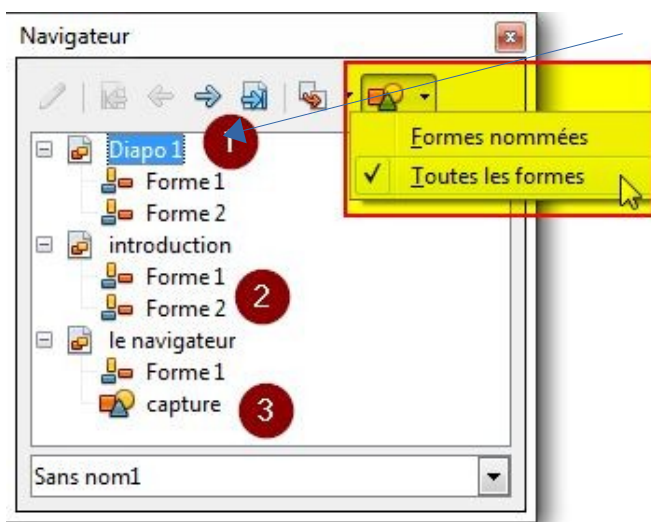 Navigateur
Formes nommées
Toutes les formes
Diapo 1
1
Forme 1
Forme 2
introduction
Forme 1
Forme 2
2
le navigateur
Forme 1
capture
3
Sans nom1